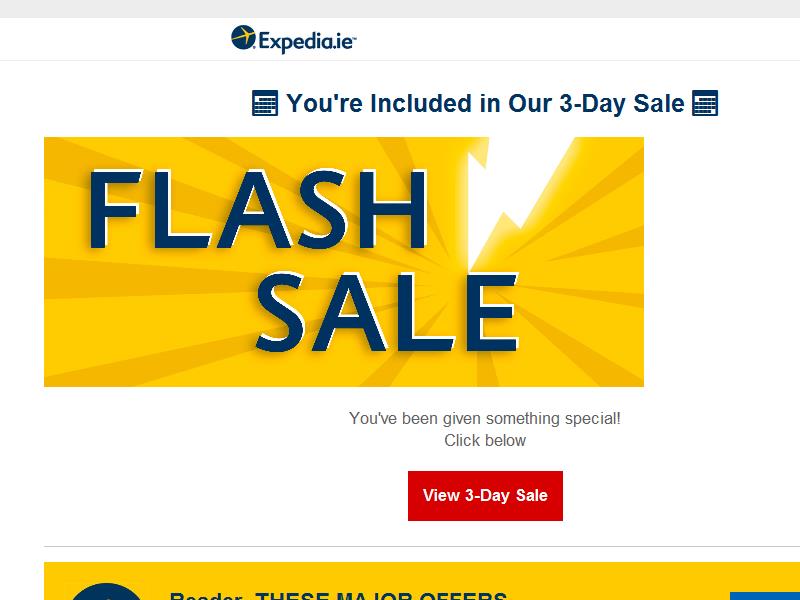 Expedia.ie™
You're Included in Our 3-Day Sale
FLASH
SALE
You've been given something special!
Click below
View 3-Day Sale
Reader, THESE MAJOR OFFERS